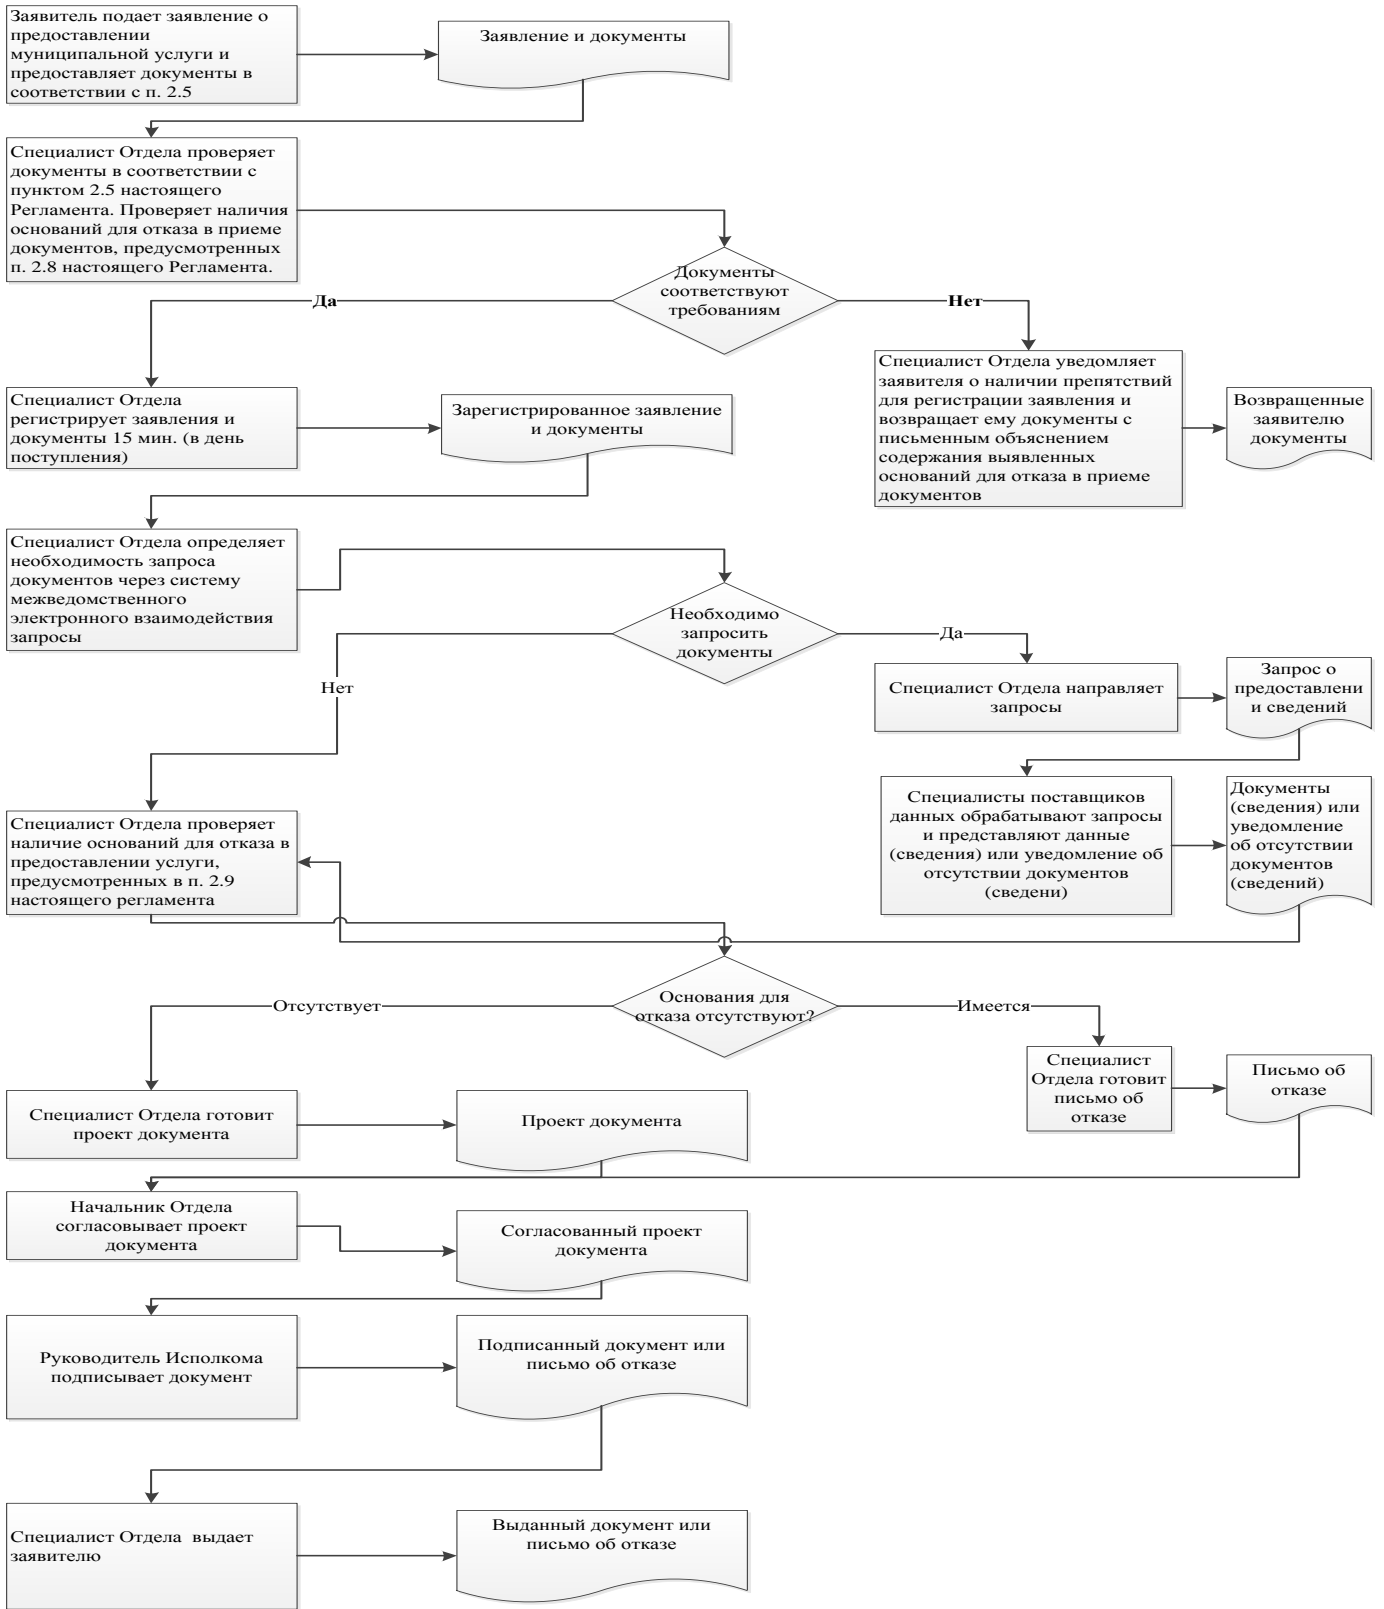 Заявитель подает заявление о
предоставлении
муниципальной услуги и
предоставляет документы в
соответствии с п. 2.5
Заявление и документы
Специалист Отдела проверяет
документы в соответствии с
пунктом 2.5 настоящего
Регламента. Проверяет наличия
оснований для отказа в приеме
документов, предусмотренных
п. 2.8 настоящего Регламента.
Документы
соответствуют
требованиям
Да
Нет
Специалист Отдела
регистрирует заявления и
документы 15 мин. (в день
поступления)
Зарегистрированное заявление
и документы
Специалист Отдела уведомляет
заявителя о наличии препятствий
для регистрации заявления и
возвращает ему документы с
письменным объяснением
содержания выявленных
оснований для отказа в приеме
документов
Возвращенные
заявителю
документы
Специалист Отдела определяет
необходимость запроса
документов через систему
межведомственного
электронного взаимодействия
запросы
Необходимо
запросить
документы
Да
Нет
Специалист Отдела направляет
запросы
Запрос о
предоставлени
и сведений
Специалисты поставщиков
данных обрабатывают запросы
и представляют данные
(сведения) или уведомление об
отсутствии документов
(сведени)
Документы
(сведения) или
уведомление
об отсутствии
документов
(сведений)
Специалист Отдела проверяет
наличие оснований для отказа в
предоставлении услуги,
предусмотренных в п. 2.9
настоящего регламента
Основания для
отказа отсутствуют?
Отсутствует
Имеется
Специалист
Отдела готовит
письмо об
отказе
Письмо об
отказе
Специалист Отдела готовит
проект документа
Проект документа
Начальник Отдела
согласовывает проект
документа
Согласованный проект
документа
Руководитель Исполкома
подписывает документ
Подписанный документ или
письмо об отказе
Специалист Отдела  выдает
заявителю
Выданный документ или
письмо об отказе